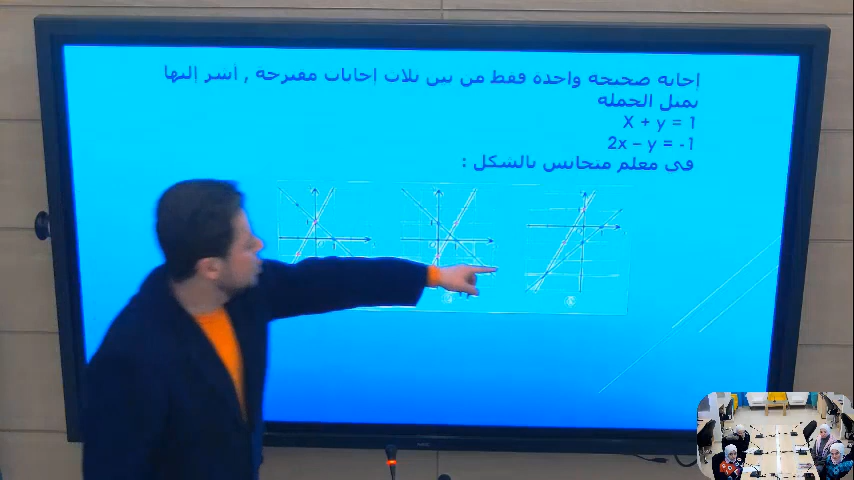 إجابة صحيحة واحدة فقط من بين ثلاث إجابات مقترحة , أشر إليها
تمثل الجملة
X + y = 1
2x – y = -1
في معلم متجانس بالشكل :